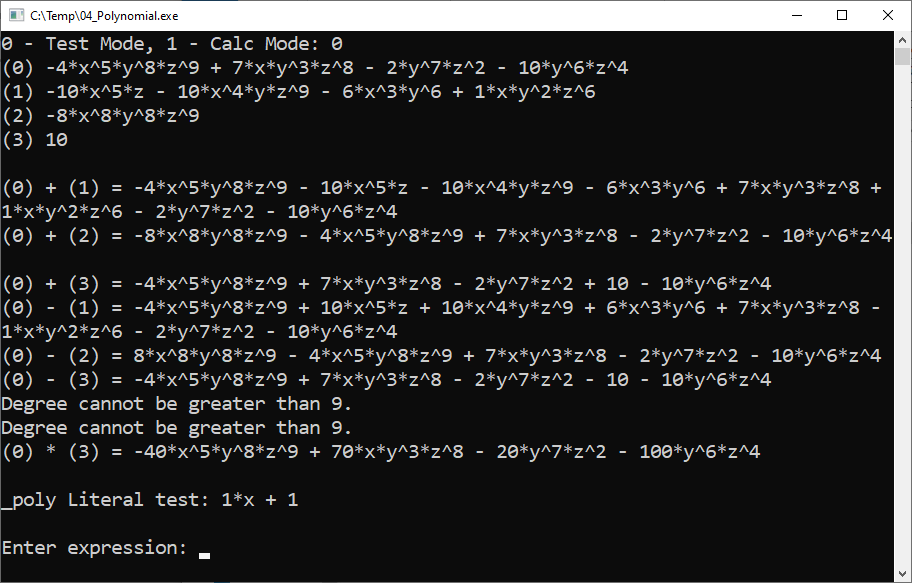 C:\Temp\04_Polynomial.exe
0 - Test Mode, 1 - Calc Mode: 0
(0) -4*x^5*y^8*z^9 + 7*x*y^3*z^8 - 2*y^7*z^2 - 10*y^6*z^4
(1) -10*x^5*z - 10*x^4*y*z^9 - 6*x^3*y^6 + 1*x*y^2*z^6
(2) -8*x^8*y^8*z^9
(3) 10
(0) + (1) = -4*x^5*y^8*z^9 - 10*x^5*z - 10*x^4*y*z^9 - 6*x^3*y^6 + 7*x*y^3*z^8 +
1*x*y^2*z^6 - 2*y^7*z^2 - 10*y^6*z^4
(0) + (2) = -8*x^8*y^8*z^9 - 4*x^5*y^8*z^9 + 7*x*y^3*z^8 - 2*y^7*z^2 - 10*y^6*z^4
(0) + (3) = -4*x^5*y^8*z^9 + 7*x*y^3*z^8 - 2*y^7*z^2 + 10 - 10*y^6*z^4
(0) - (1) = -4*x^5*y^8*z^9 + 10*x^5*z + 10*x^4*y*z^9 + 6*x^3*y^6 + 7*x*y^3*z^8 -
1*x*y^2*z^6 - 2*y^7*z^2 - 10*y^6*z^4
(0) - (2) = 8*x^8*y^8*z^9 - 4*x^5*y^8*z^9 + 7*x*y^3*z^8 - 2*y^7*z^2 - 10*y^6*z^4
(0) - (3) = -4*x^5*y^8*z^9 + 7*x*y^3*z^8 - 2*y^7*z^2 - 10 - 10*y^6*z^4
Degree cannot be greater than 9.
Degree cannot be greater than 9.
(0) * (3) = -40*x^5*y^8*z^9 + 70*x*y^3*z^8 - 20*y^7*z^2 - 100*y^6*z^4
_poly Literal test: 1*x + 1
Enter expression: